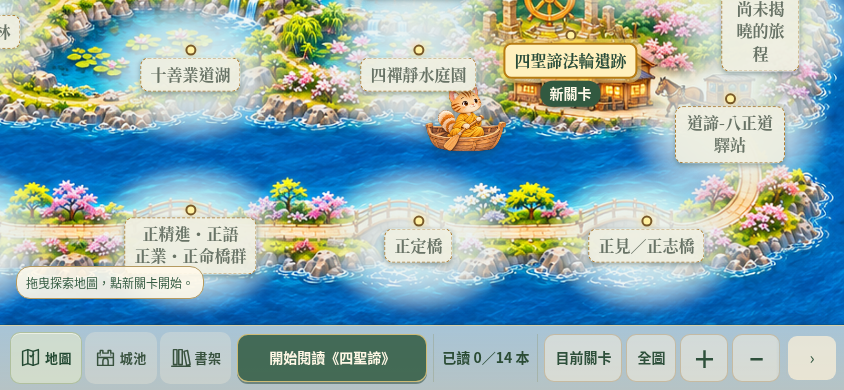 林
尚未揭
曉的旅
程
十善業道湖
四禪靜水庭園
四聖諦法輪遺跡
新關卡
道諦-八正道
驛站
正精進・正語
正業・正命橋群
正定橋
正見／正志橋
拖曳探索地圖，點新關卡開始。
地圖
城池
書架
開始閱讀《四聖諦》
已讀 0／14 本
目前關卡
全圖
+
−
›